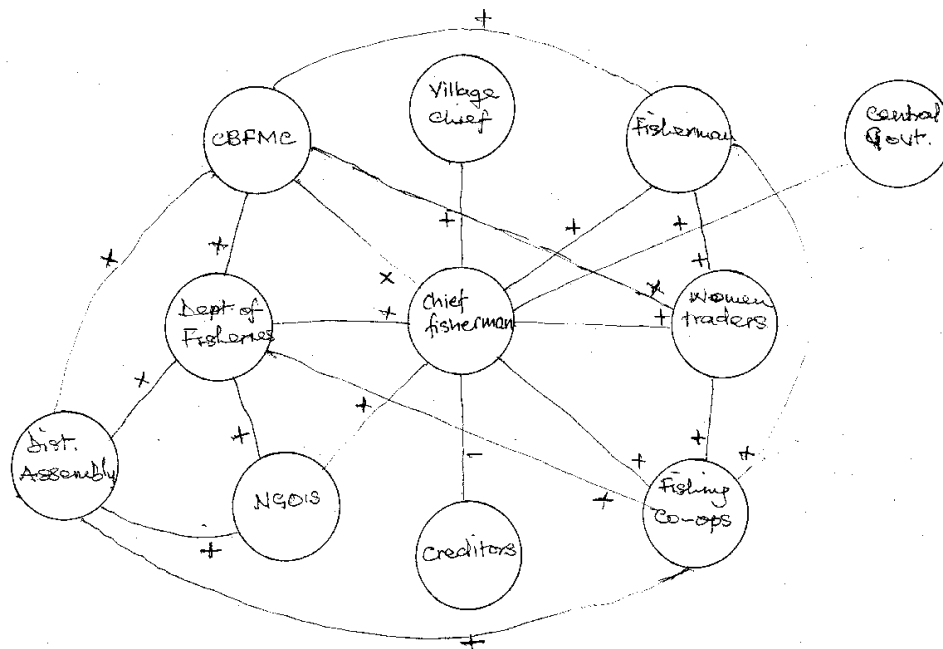 +
Village
chief
CBFMC
Fisherman
Central
Govt.
+
+
+
+
+
+
x
x
+
Dept. of
Fisheries
+
Chief
fisherman
+
Women
traders
+
+
+
+
-
+
+
+
Dist.
Assembly
NGO's
Creditors
+
Fishing
Co-ops
+
+